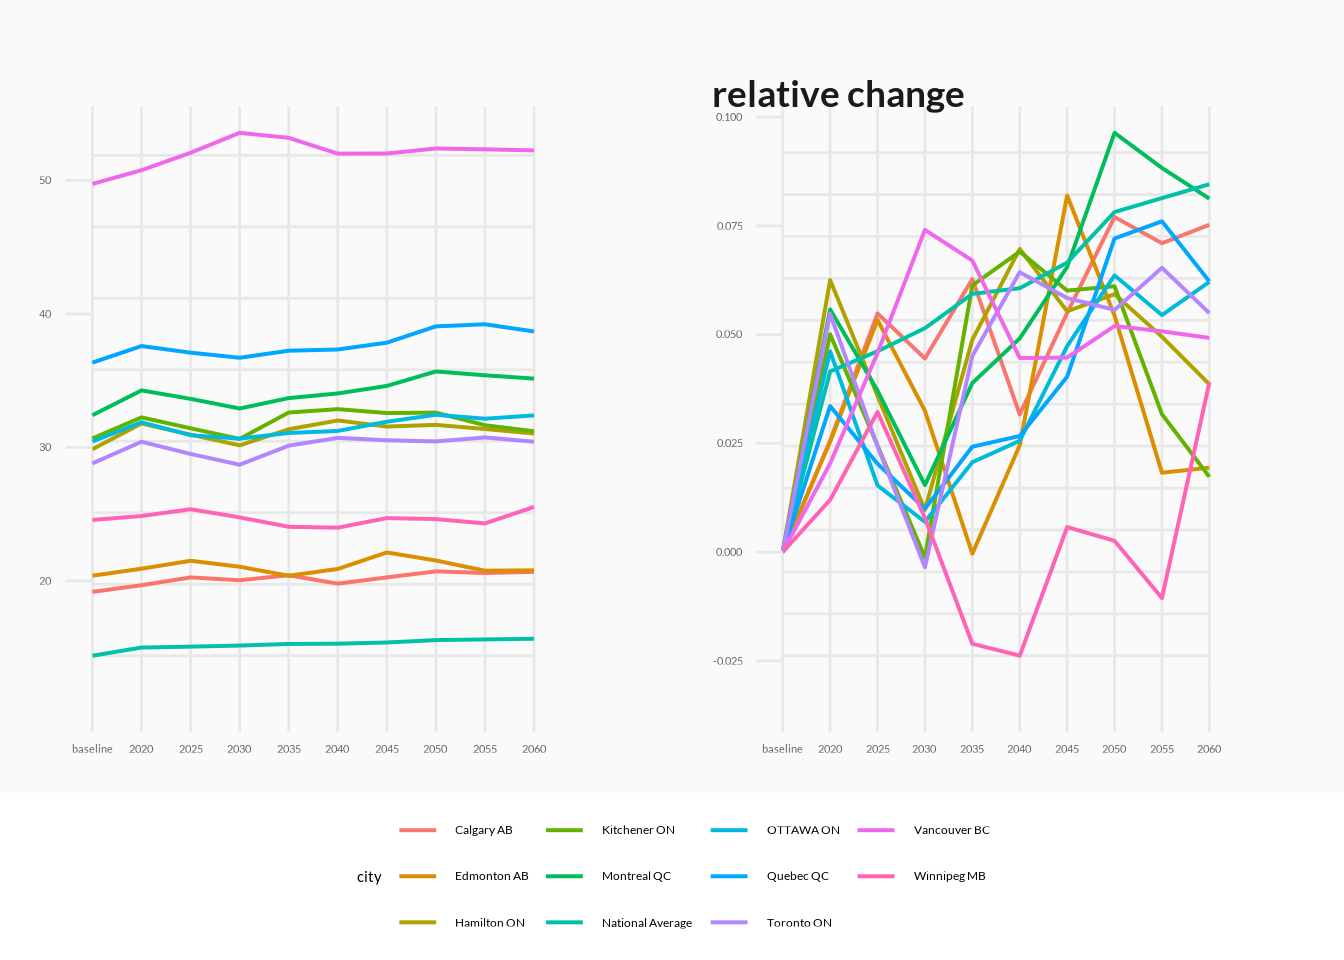 relative change
50
40
30
20
baseline 2020 2025 2030 2035 2040 2045 2050 2055 2060
0.100
0.075
0.050
0.025
0.000
-0.025
baseline 2020 2025 2030 2035 2040 2045 2050 2055 2060
city
Calgary AB Kitchener ON OTTAWA ON Vancouver BC
Edmonton AB Montreal QC Quebec QC Winnipeg MB
Hamilton ON National Average Toronto ON